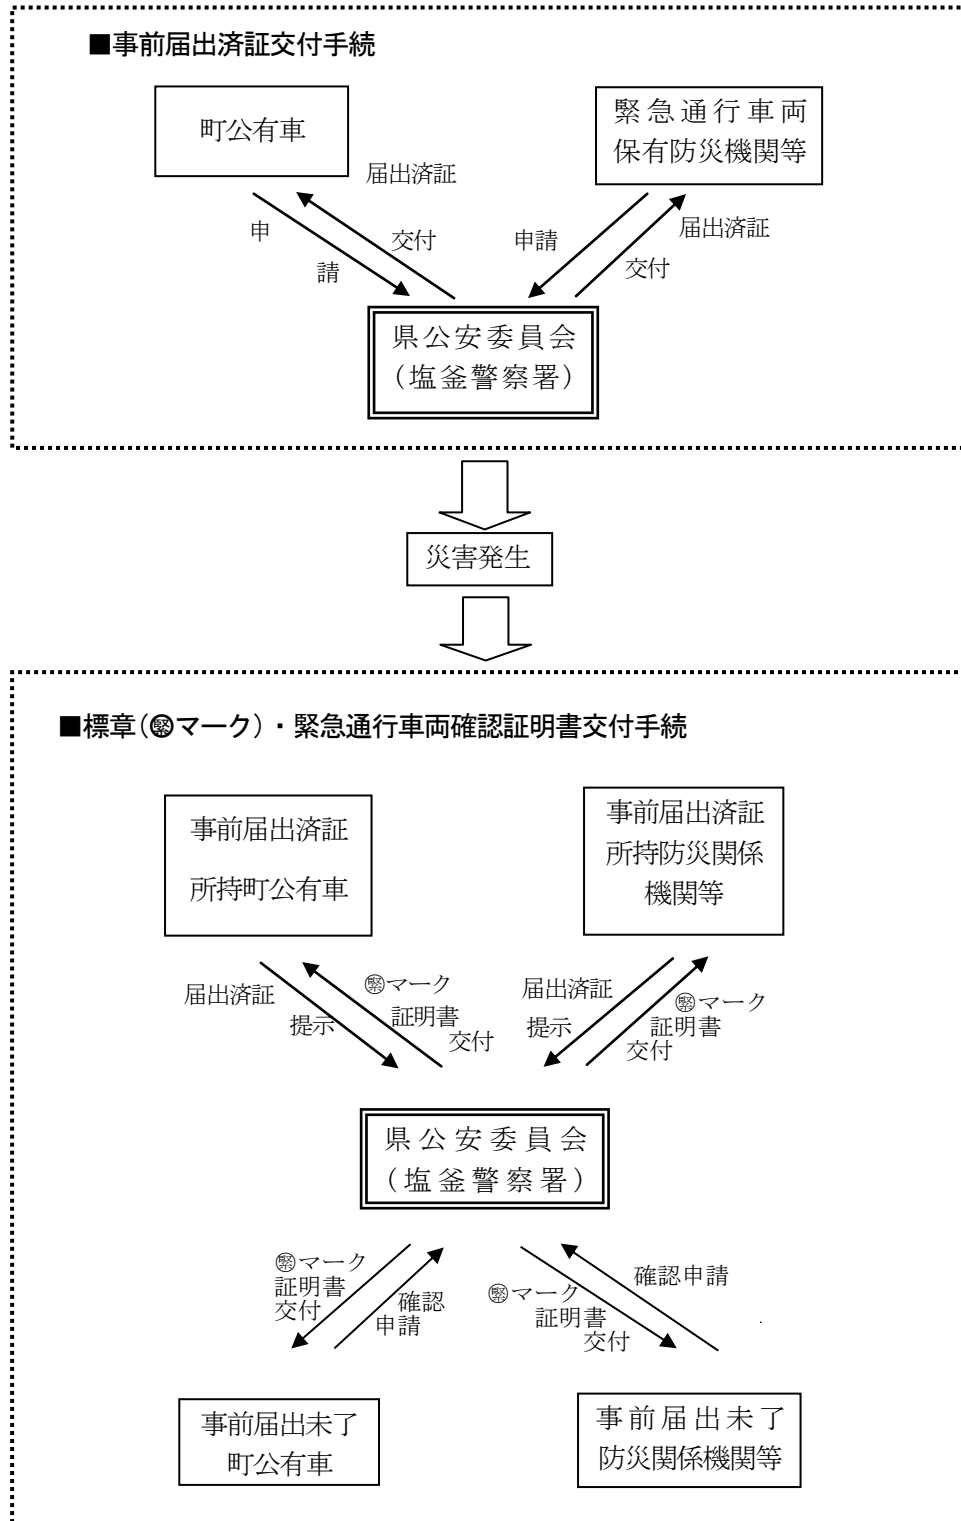 ■事前届出済証交付手続
町公有車
緊急通行車両
保有防災機関等
届出済証
申
請
交付
申請
届出済証
交付
県公安委員会
（塩釜警察署）
災害発生
■標章（㊬マーク）・緊急通行車両確認証明書交付手続
事前届出済証
所持町公有車
事前届出済証
所持防災関係
機関等
届出済証
提示
マーク
証明書
交付
届出済証
提示
マーク
証明書
交付
県公安委員会
（塩釜警察署）
マーク
証明書
交付
確認
申請
マーク
証明書
交付
確認申請
事前届出未了
町公有車
事前届出未了
防災関係機関等